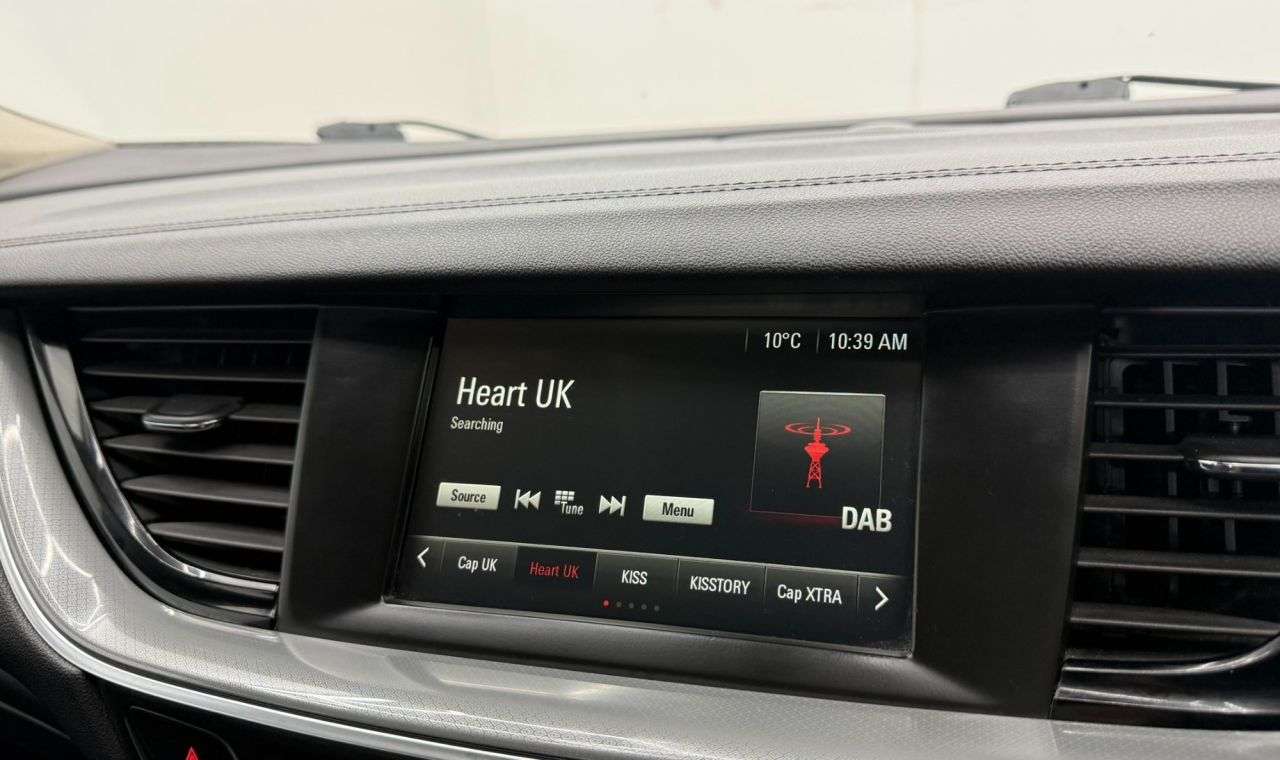 10°C 10:39 AM
Heart UK
Searching
Source Tune Menu
DAB
Cap UK Heart UK KISS KISSTORY Cap XTRA